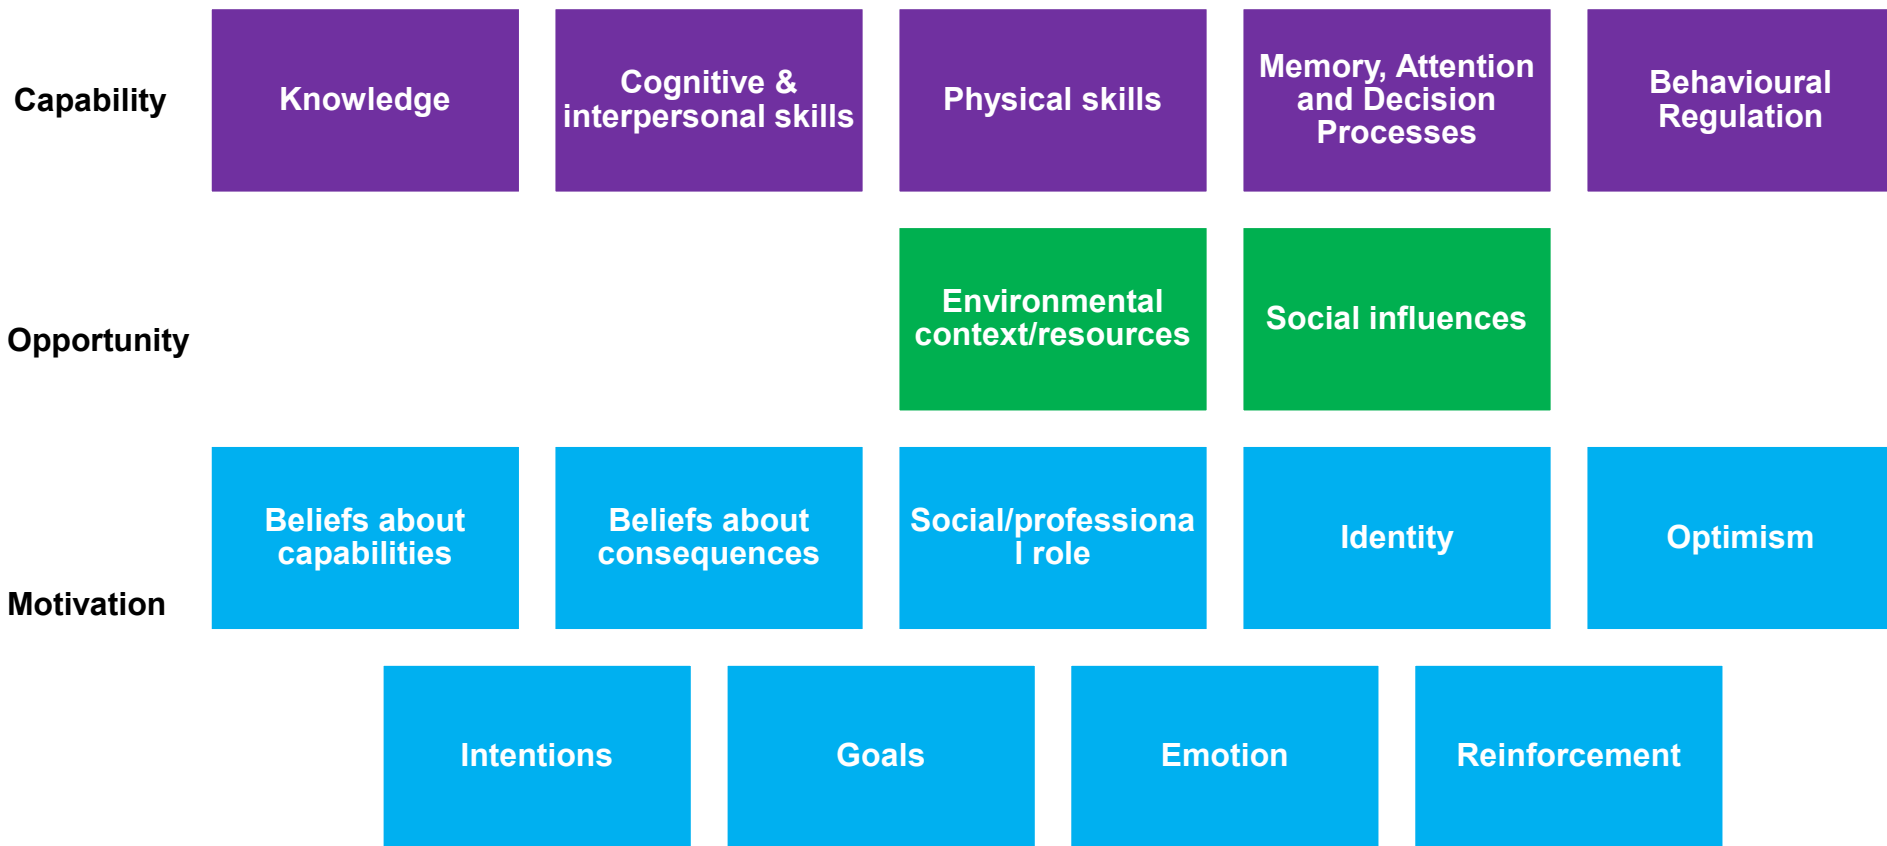 Capability
Knowledge
Cognitive &
interpersonal skills
Physical skills
Memory, Attention
and Decision
Processes
Behavioural
Regulation
Opportunity
Environmental
context/resources
Social influences
Motivation
Beliefs about
capabilities
Beliefs about
consequences
Social/professiona
l role
Identity
Optimism
Intentions
Goals
Emotion
Reinforcement